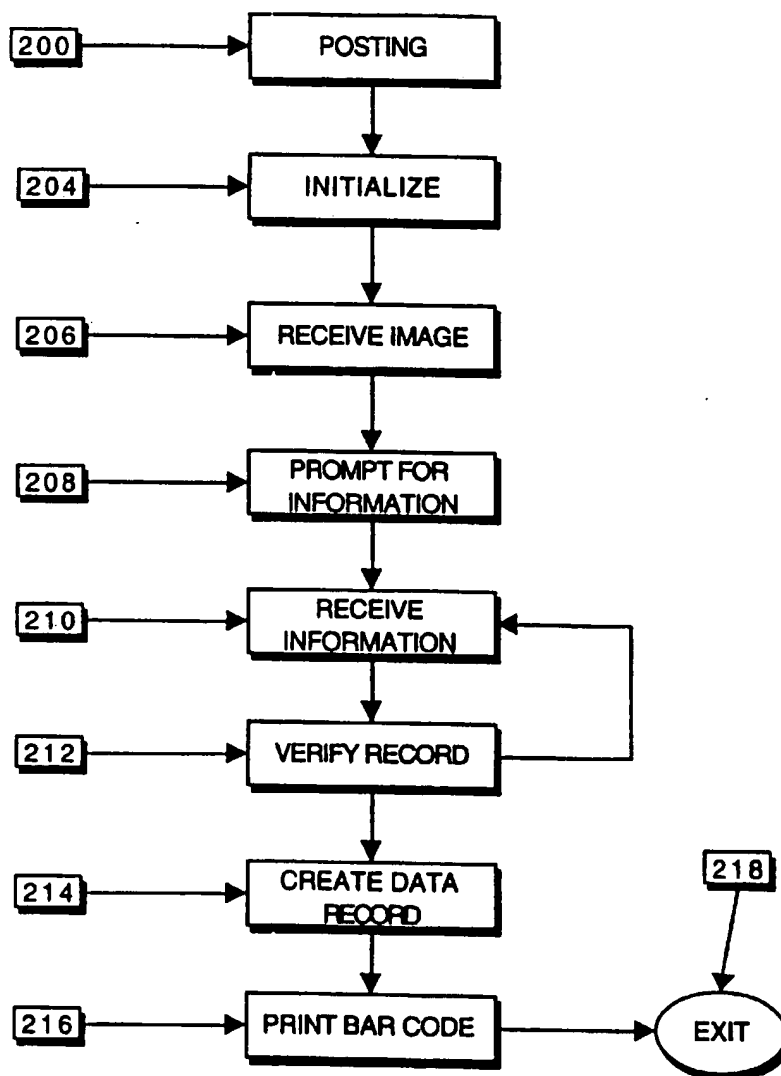 200
POSTING
204
INITIALIZE
206
RECEIVE IMAGE
208
PROMPT FOR
INFORMATION
210
RECEIVE
INFORMATION
212
VERIFY RECORD
214
CREATE DATA
RECORD
218
216
PRINT BAR CODE
EXIT